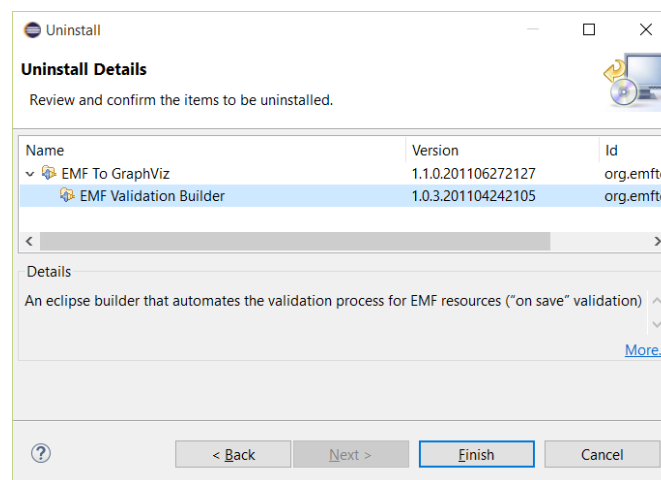 Uninstall
Uninstall Details
Review and confirm the items to be uninstalled.
Name Version Id
EMF To GraphViz 1.1.0.201106272127 org.emft
EMF Validation Builder 1.0.3.201104242105 org.emft
Details
An eclipse builder that automates the validation process for EMF resources (“on save” validation)
More.
?
< Back Next > Finish Cancel